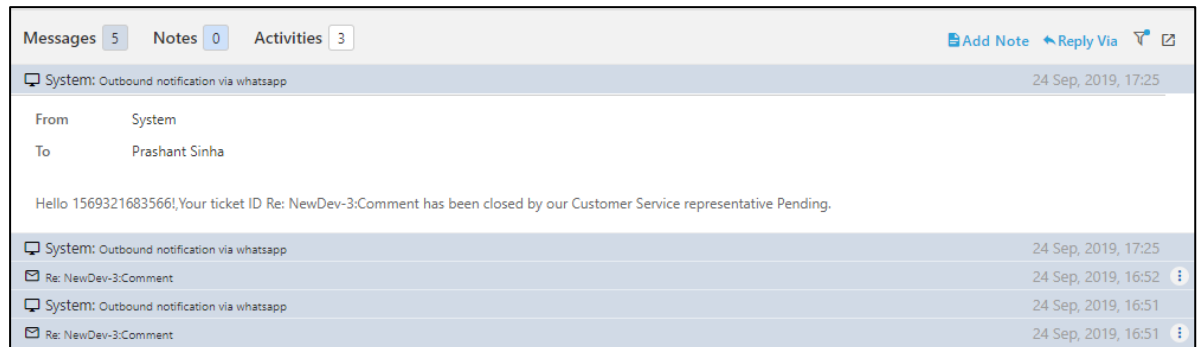 Messages 5 Notes 0 Activities 3 Add Note Reply Via
System: Outbound notification via whatsapp 24 Sep, 2019, 17:25
From System
To Prashant Sinha
Hello 1569321683566!,Your ticket ID Re: NewDev-3:Comment has been closed by our Customer Service representative Pending.
System: Outbound notification via whatsapp 24 Sep, 2019, 17:25
Re: NewDev-3:Comment 24 Sep, 2019, 16:52
System: Outbound notification via whatsapp 24 Sep, 2019, 16:51
Re: NewDev-3:Comment 24 Sep, 2019, 16:51